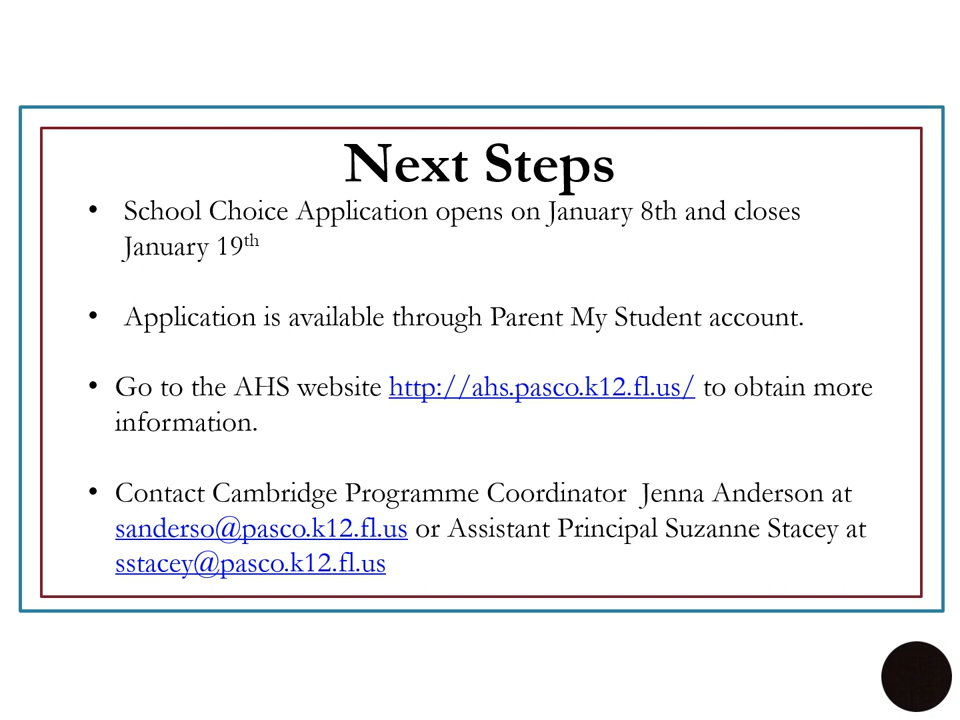 Next Steps
• School Choice Application opens on January 8th and closes
January 19th
• Application is available through Parent My Student account.
• Go to the AHS website http://ahs.pasco.k12.fl.us/ to obtain more
information.
• Contact Cambridge Programme Coordinator  Jenna Anderson at
sanderso@pasco.k12.fl.us or Assistant Principal Suzanne Stacey at
sstacey@pasco.k12.fl.us